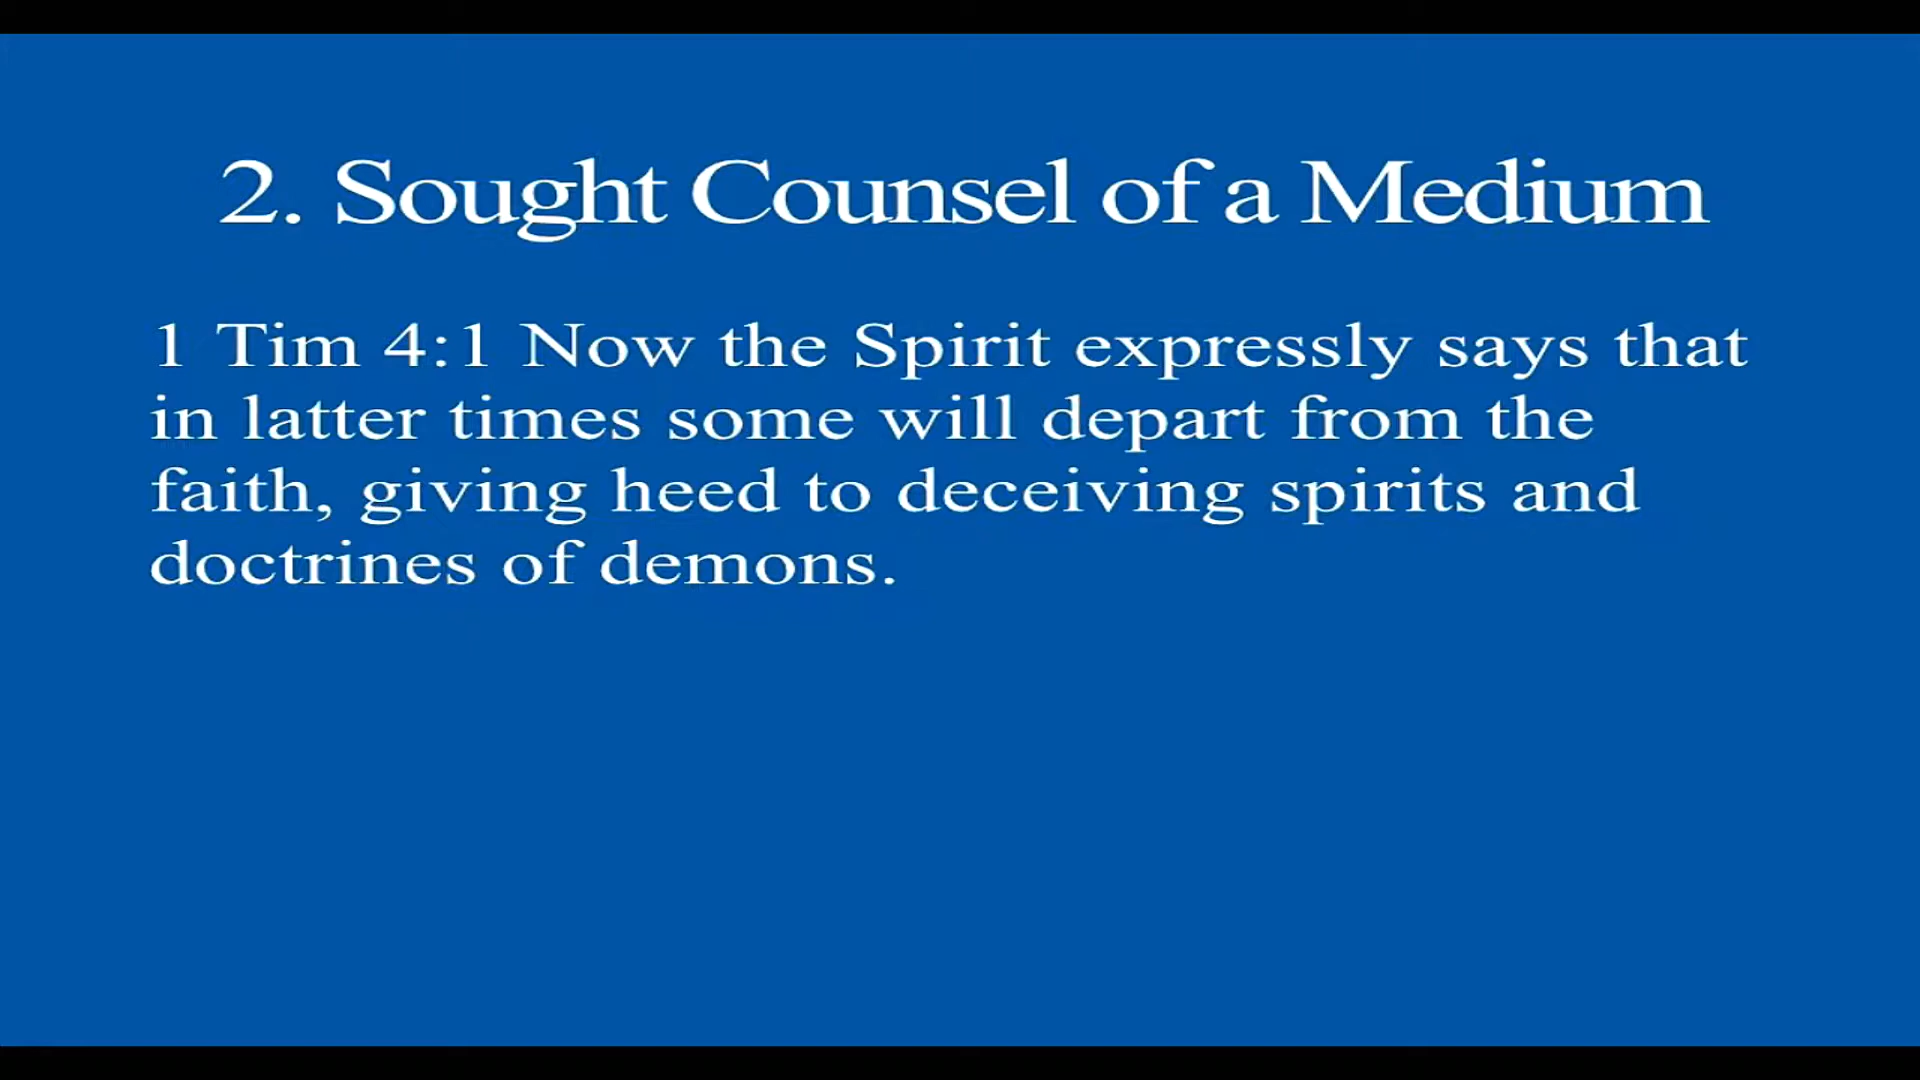 2. Sought Counsel of a Medium
1 Tim 4:1 Now the Spirit expressly says that
in latter times some will depart from the
faith, giving heed to deceiving spirits and
doctrines of demons.